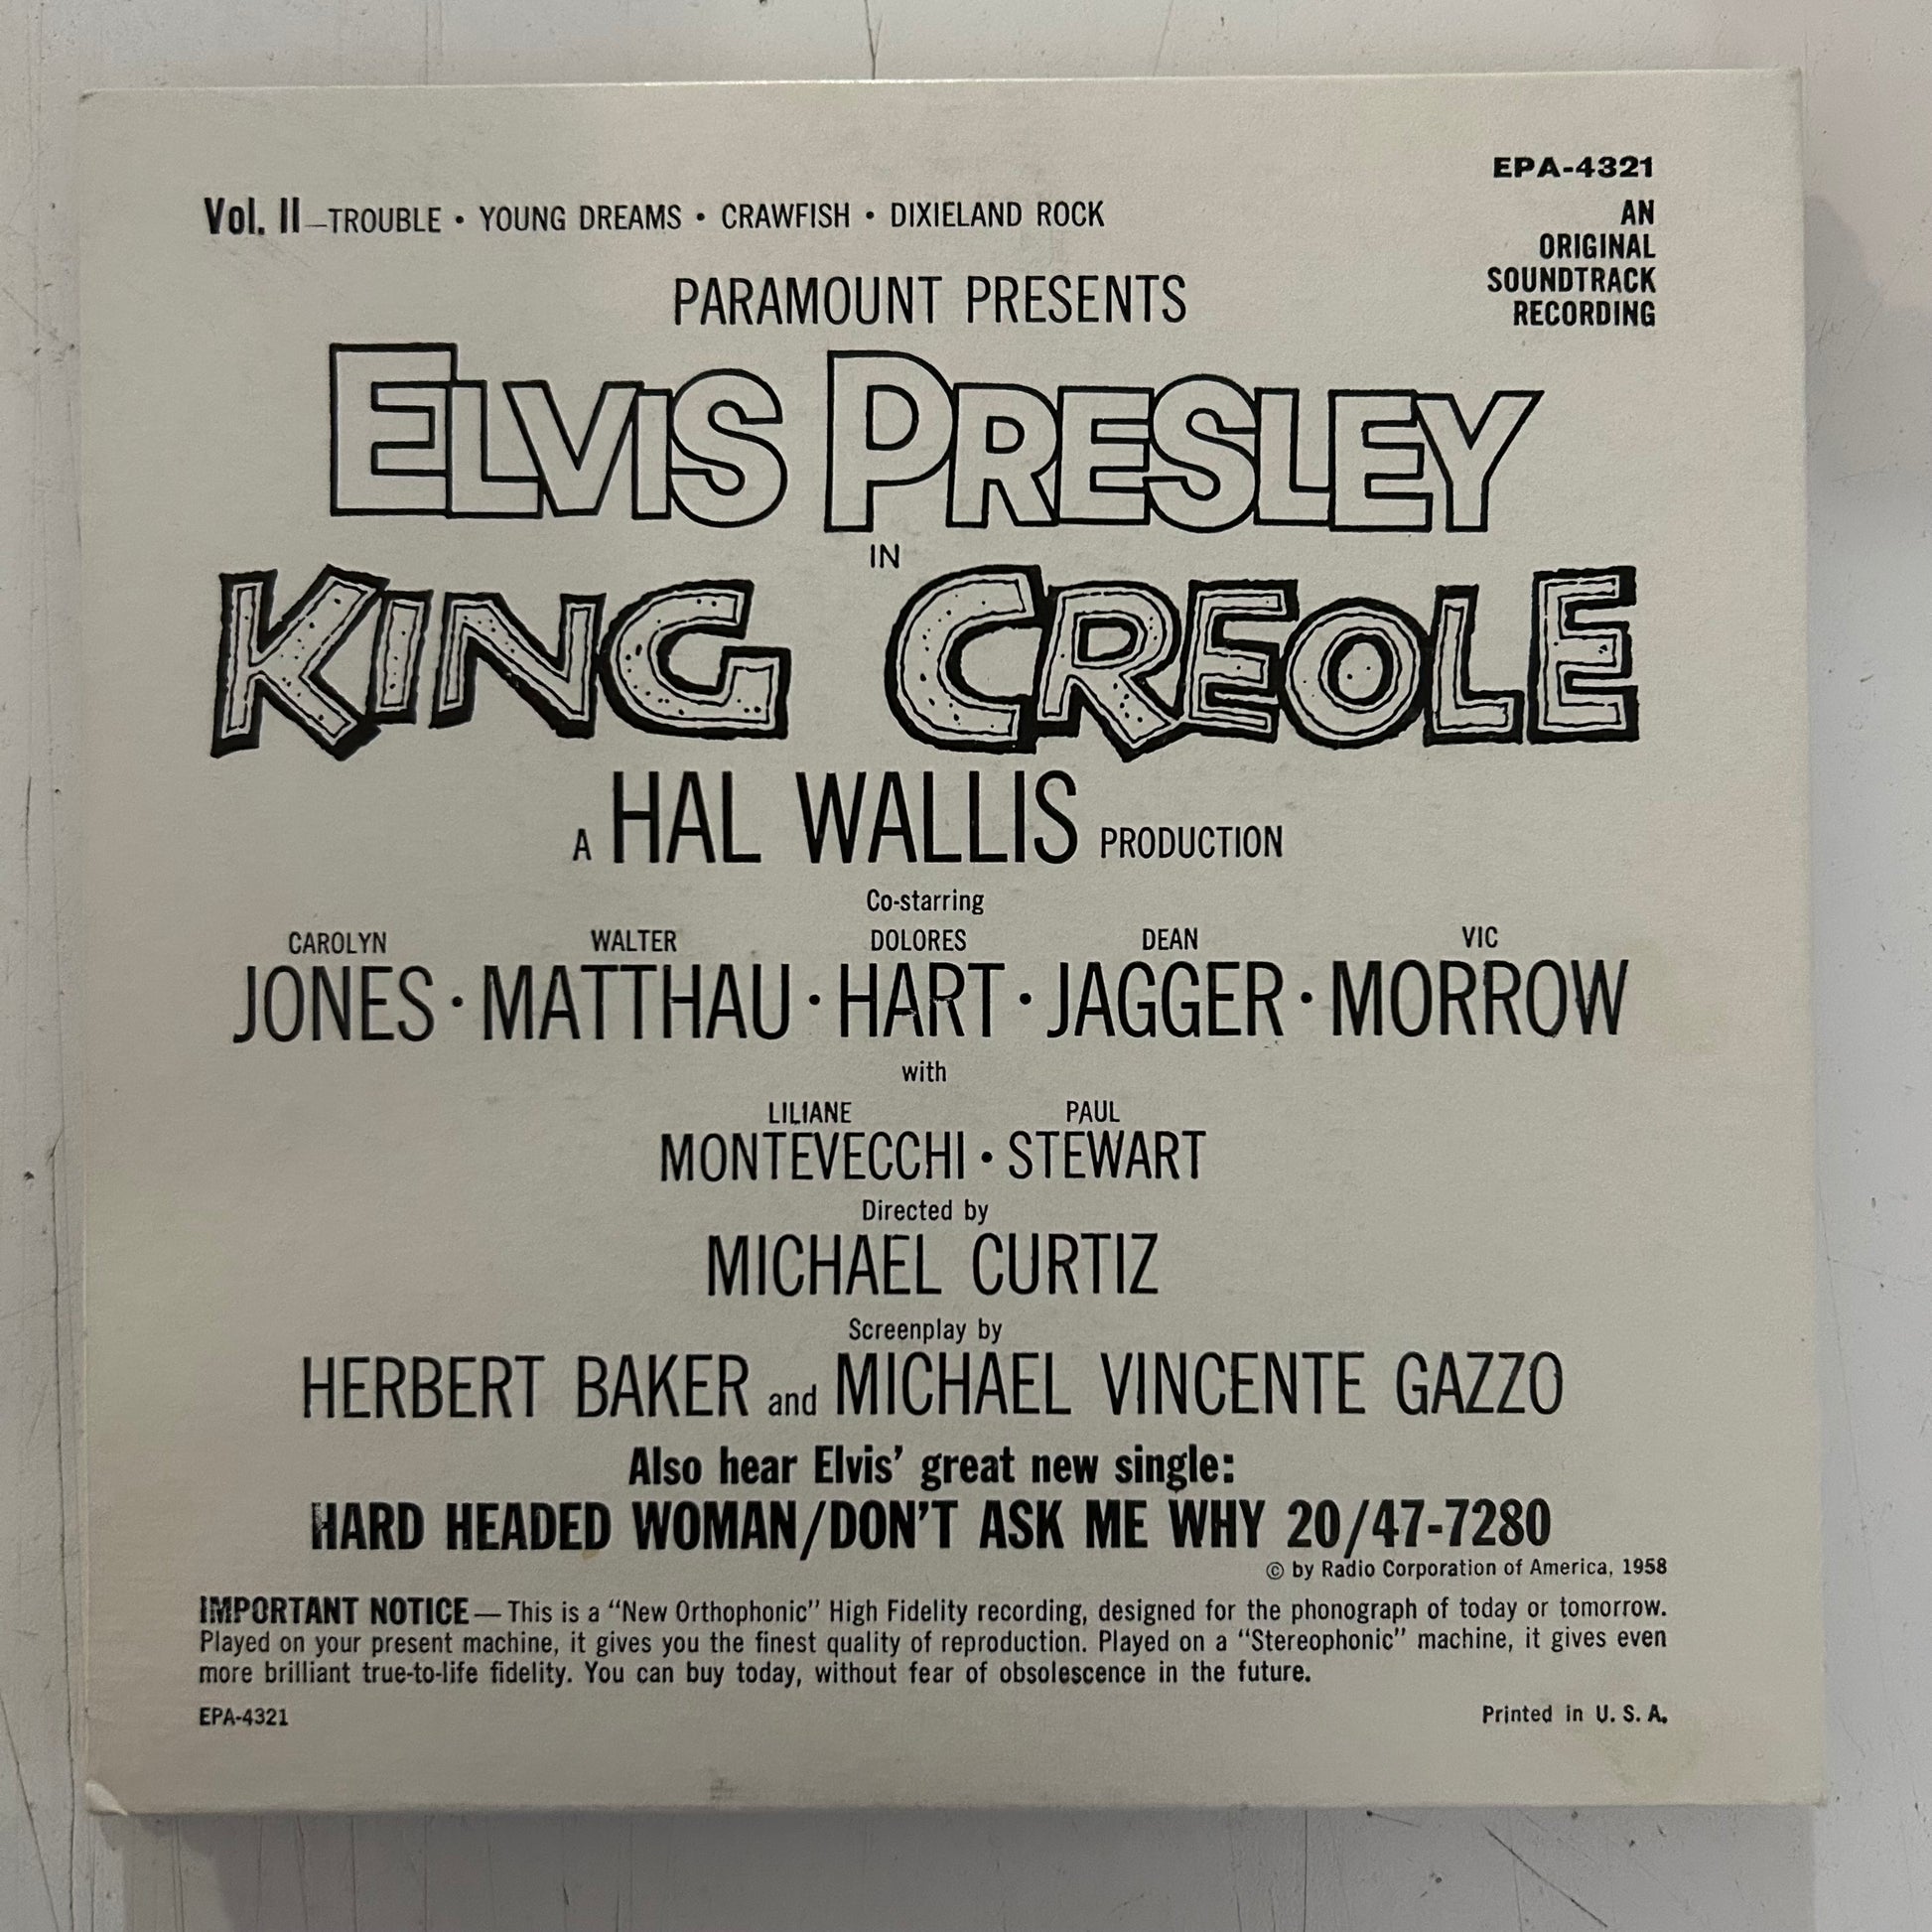 EPA-4321
Vol. II—TROUBLE • YOUNG DREAMS • CRAWFISH • DIXIELAND ROCK
AN
ORIGINAL
SOUNDTRACK
RECORDING
PARAMOUNT PRESENTS
ELVIS PRESLEY
IN
KING CREOLE
A HAL WALLIS PRODUCTION
Co-starring
CAROLYN WALTER DOLORES DEAN VIC
JONES • MATTHAU • HART • JAGGER • MORROW
with
LILIANE PAUL
MONTEVECCHI • STEWART
Directed by
MICHAEL CURTIZ
Screenplay by
HERBERT BAKER and MICHAEL VINCENTE GAZZO
Also hear Elvis' great new single:
HARD HEADED WOMAN/DON'T ASK ME WHY 20/47-7280
© by Radio Corporation of America, 1958
IMPORTANT NOTICE — This is a "New Orthophonic" High Fidelity recording, designed for the phonograph of today or tomorrow.
Played on your present machine, it gives you the finest quality of reproduction. Played on a "Stereophonic" machine, it gives even
more brilliant true-to-life fidelity. You can buy today, without fear of obsolescence in the future.
EPA-4321 Printed in U. S. A.